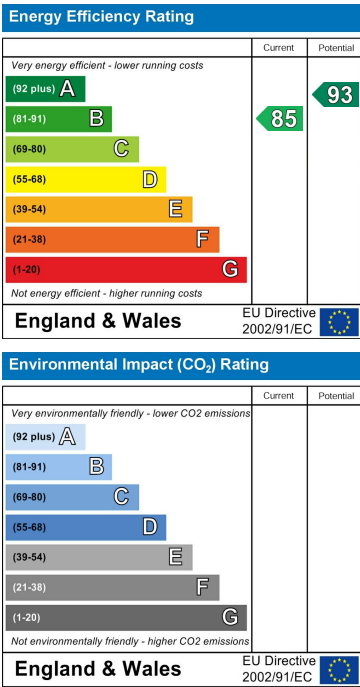 Energy Efficiency Rating
Current Potential
Very energy efficient - lower running costs
(92 plus) A
(81-91) B
(69-80) C
(55-68) D
(39-54) E
(21-38) F
(1-20) G
85
93
Not energy efficient - higher running costs
England & Wales
EU Directive
2002/91/EC
Environmental Impact (CO₂) Rating
Current Potential
Very environmentally friendly - lower CO2 emissions
(92 plus) A
(81-91) B
(69-80) C
(55-68) D
(39-54) E
(21-38) F
(1-20) G
Not environmentally friendly - higher CO2 emissions
England & Wales
EU Directive
2002/91/EC